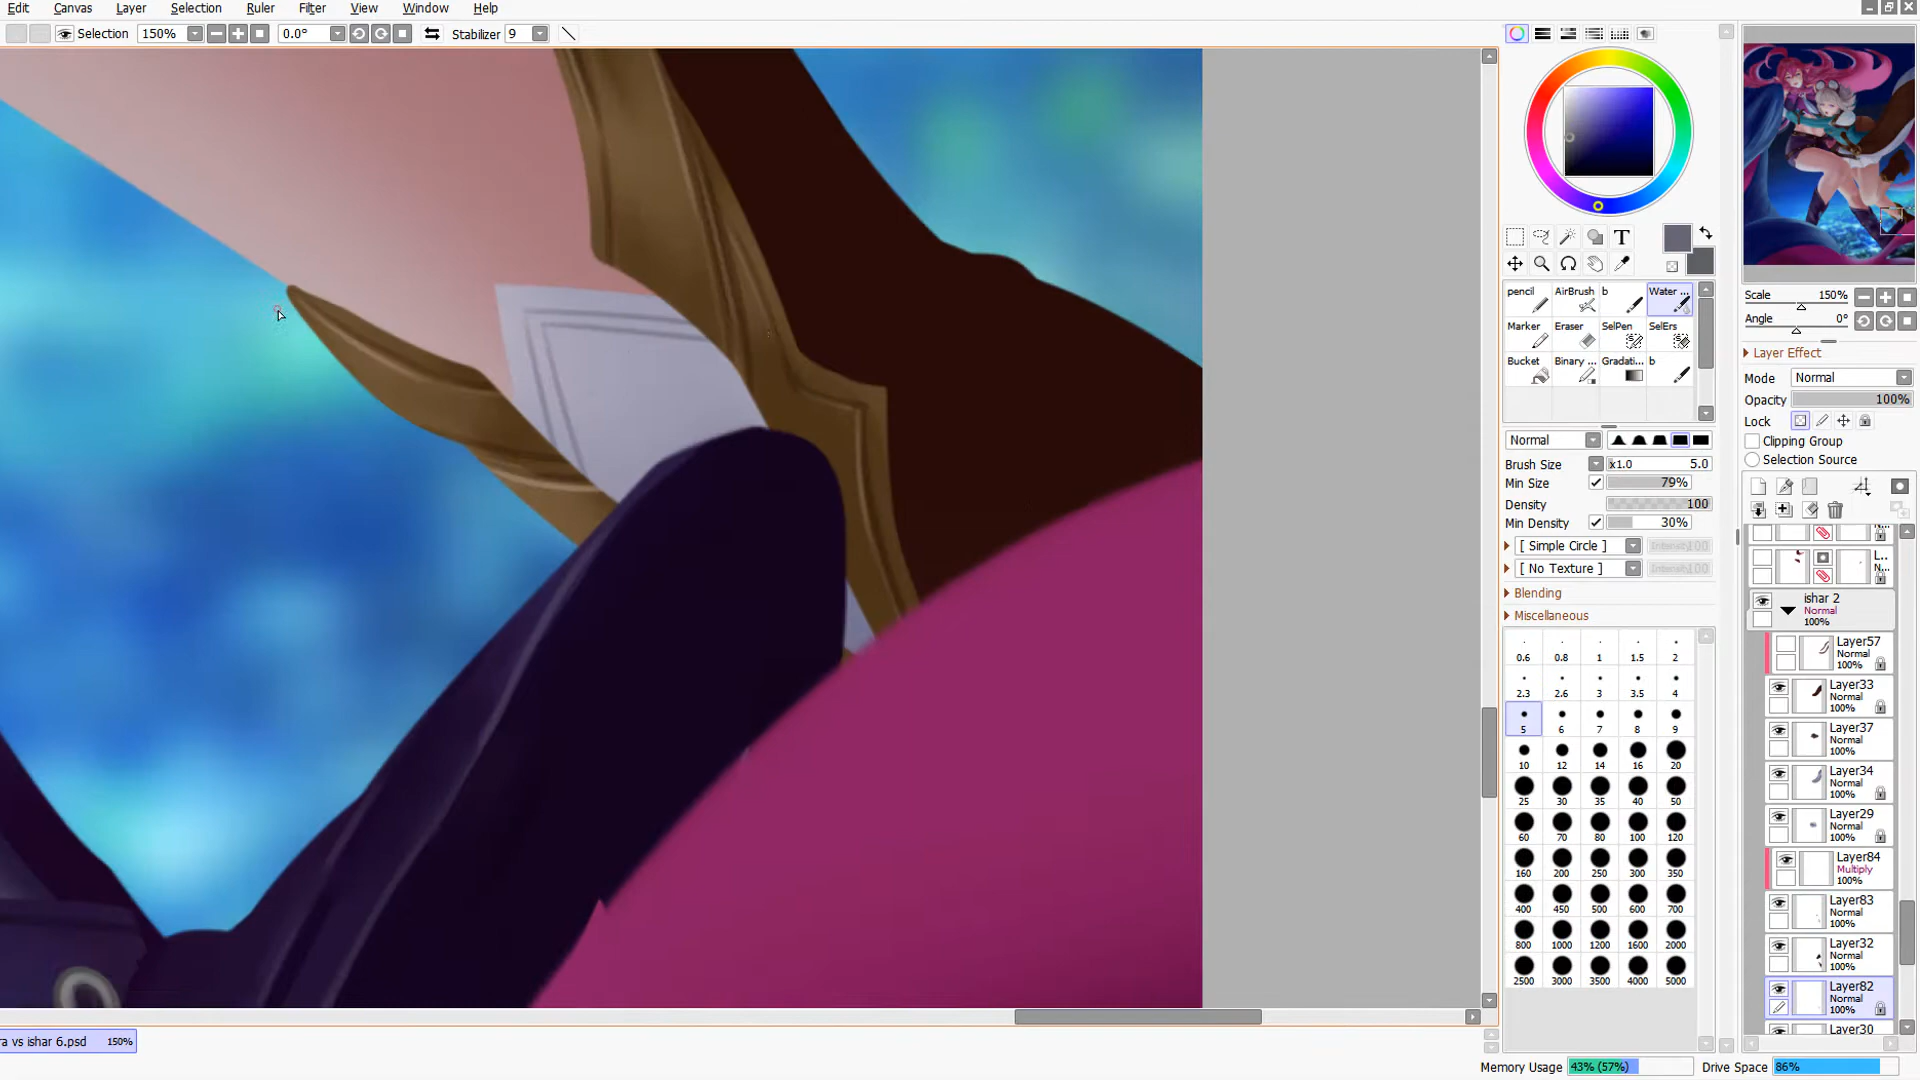 Edit Canvas Layer Selection Ruler Filter View Window Help
Selection 150% 0.0° Stabilizer 9
T
pencil AirBrush b Water ...
Marker Eraser SelPen SelErs
Bucket Binary ... Gradati... b
Normal
Brush Size x1.0 5.0
Min Size 79%
Density 100
Min Density 30%
[ Simple Circle ] Intensity 100
[ No Texture ] Intensity 100
Blending
Miscellaneous
0.6 0.8 1 1.5 2
2.3 2.6 3 3.5 4
5 6 7 8 9
10 12 14 16 20
25 30 35 40 50
60 70 80 100 120
160 200 250 300 350
400 450 500 600 700
800 1000 1200 1600 2000
2500 3000 3500 4000 5000
Scale 150%
Angle 0°
Layer Effect
Mode Normal
Opacity 100%
Lock
Clipping Group
Selection Source
N...
L...
N...
ishar 2
Normal
100%
Layer57
Normal
100%
Layer33
Normal
100%
Layer37
Normal
100%
Layer34
Normal
100%
Layer29
Normal
100%
Layer84
Multiply
100%
Layer83
Normal
100%
Layer32
Normal
100%
Layer82
Normal
100%
Layer30
ra vs ishar 6.psd 150%
Memory Usage 43% (57%) Drive Space 86%